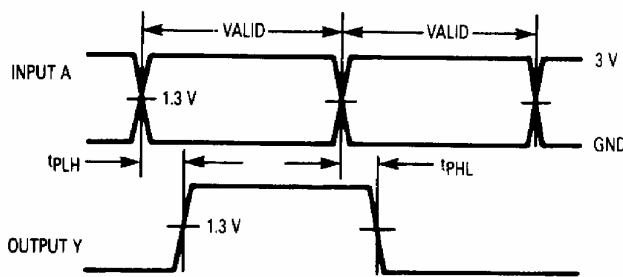 VALID VALID
INPUT A 3 V
1.3 V
GND
tPLH tPHL
1.3 V
OUTPUT Y